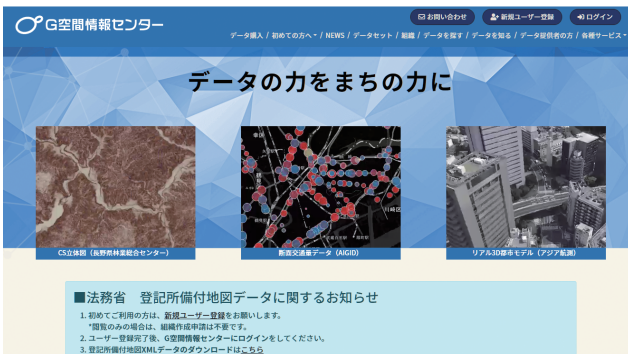 G空間情報センター
お問い合わせ 新規ユーザー登録 ログイン
データ購入 / 初めての方へ / NEWS / データセット / 組織 / データを探す / データを知る / データ提供者の方 / 各種サービス
データの力をまちの力に
幸区
川崎区
CS立体図（長野県林業総合センター） 断面交通量データ（AIGID） リアル3D都市モデル（アジア航測）
■法務省 登記所備付地図データに関するお知らせ
1. 初めてご利用の方は、新規ユーザー登録をお願いします。
*閲覧のみの場合は、組織作成申請は不要です。
2. ユーザー登録完了後、G空間情報センターにログインをしてください。
3. 登記所備付地図XMLデータのダウンロードはこちら